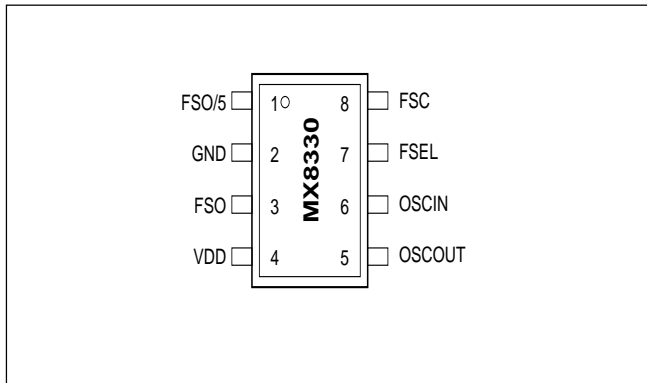 FSO/5 1 8 FSC
GND 2 7 FSEL
FSO 3 6 OSCIN
VDD 4 5 OSCOUT
MX8330